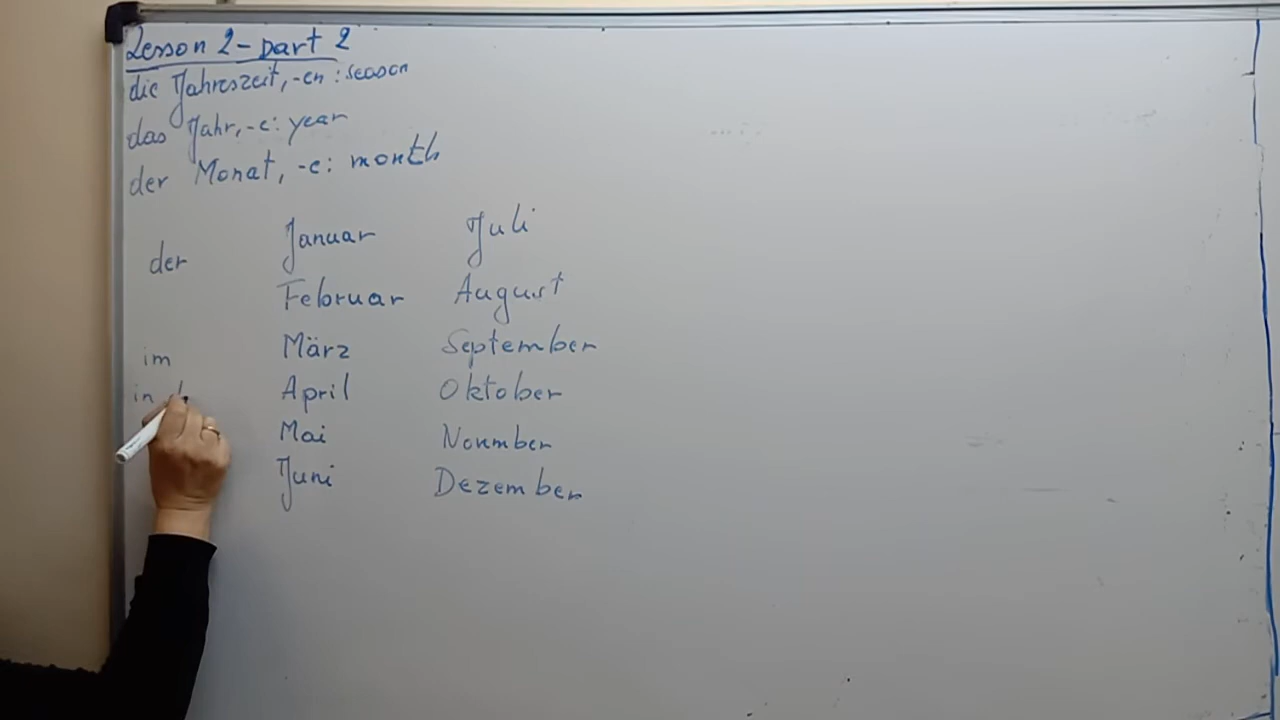 Lesson 2 - part 2
die Jahreszeit, -en : season
das Jahr, -e: year
der Monat, -e: month
der
Januar Juli
Februar August
im
März September
in
April Oktober
Mai Novmber
Juni Dezember